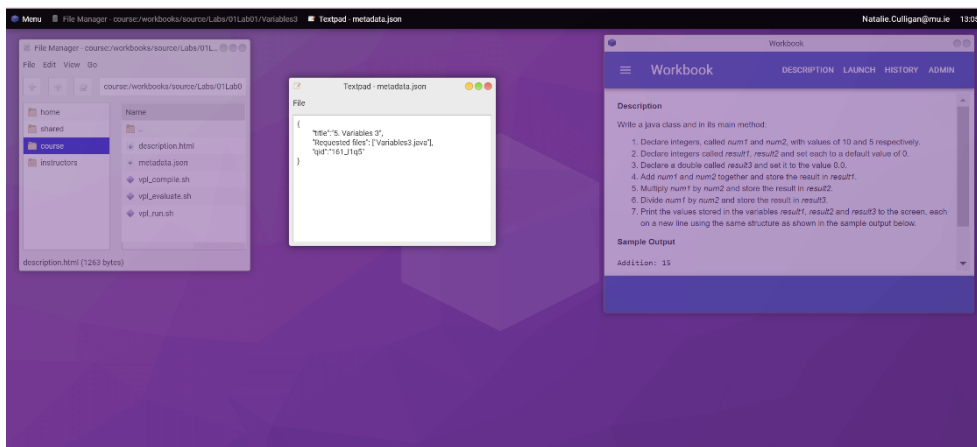 Menu File Manager - course:/workbooks/source/Labs/01Lab01/Variables3 Textpad - metadata.json Natalie.Culligan@mu.ie 13:05
File Manager - course:/workbooks/source/Labs/01L...
File Edit View Go
course:/workbooks/source/Labs/01Lab0
home
shared
course
instructors
Name
..
description.html
metadata.json
vpl_compile.sh
vpl_evaluate.sh
vpl_run.sh
description.html (1263 bytes)
Textpad - metadata.json
File
{
"title":"5. Variables 3",
"Requested files": ["Variables3.java"],
"qid":"161_l1q5"
}
Workbook
Workbook DESCRIPTION LAUNCH HISTORY ADMIN
Description
Write a java class and in its main method:
1. Declare integers, called num1 and num2, with values of 10 and 5 respectively.
2. Declare integers called result1, result2 and set each to a default value of 0.
3. Declare a double called result3 and set it to the value 0.0.
4. Add num1 and num2 together and store the result in result1.
5. Multiply num1 by num2 and store the result in result2.
6. Divide num1 by num2 and store the result in result3.
7. Print the values stored in the variables result1, result2 and result3 to the screen, each
on a new line using the same structure as shown in the sample output below.
Sample Output
Addition: 15